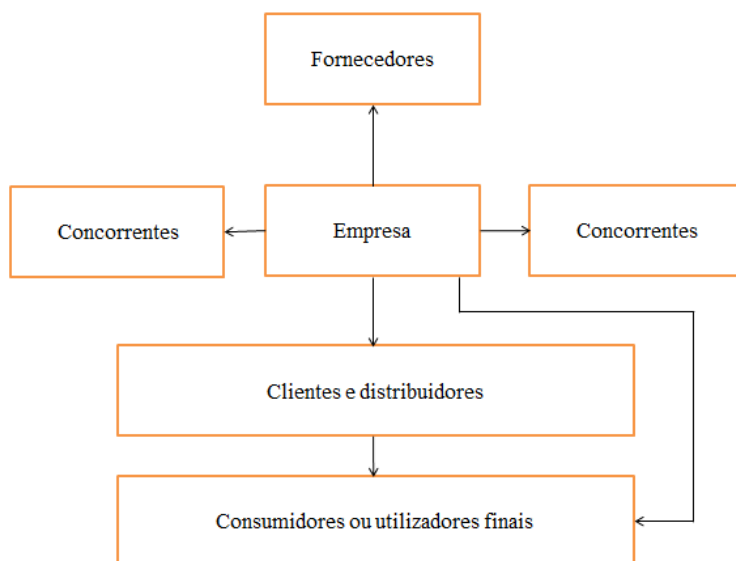 Fornecedores
Concorrentes
Empresa
Concorrentes
Clientes e distribuidores
Consumidores ou utilizadores finais